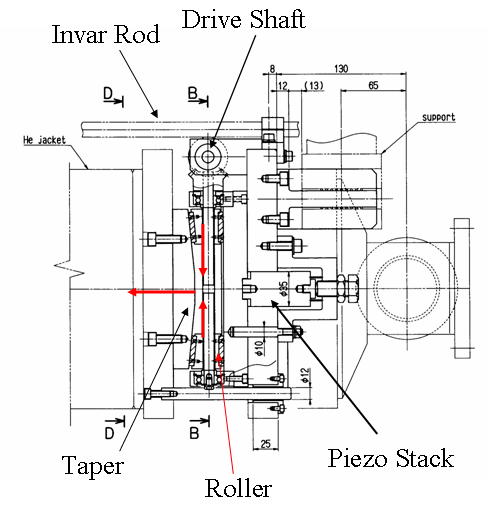 Drive Shaft
Invar Rod
8
130
D
B
12
(13)
65
support
He jacket
φ35
φ10
φ12
D
B
25
Taper
Piezo Stack
Roller